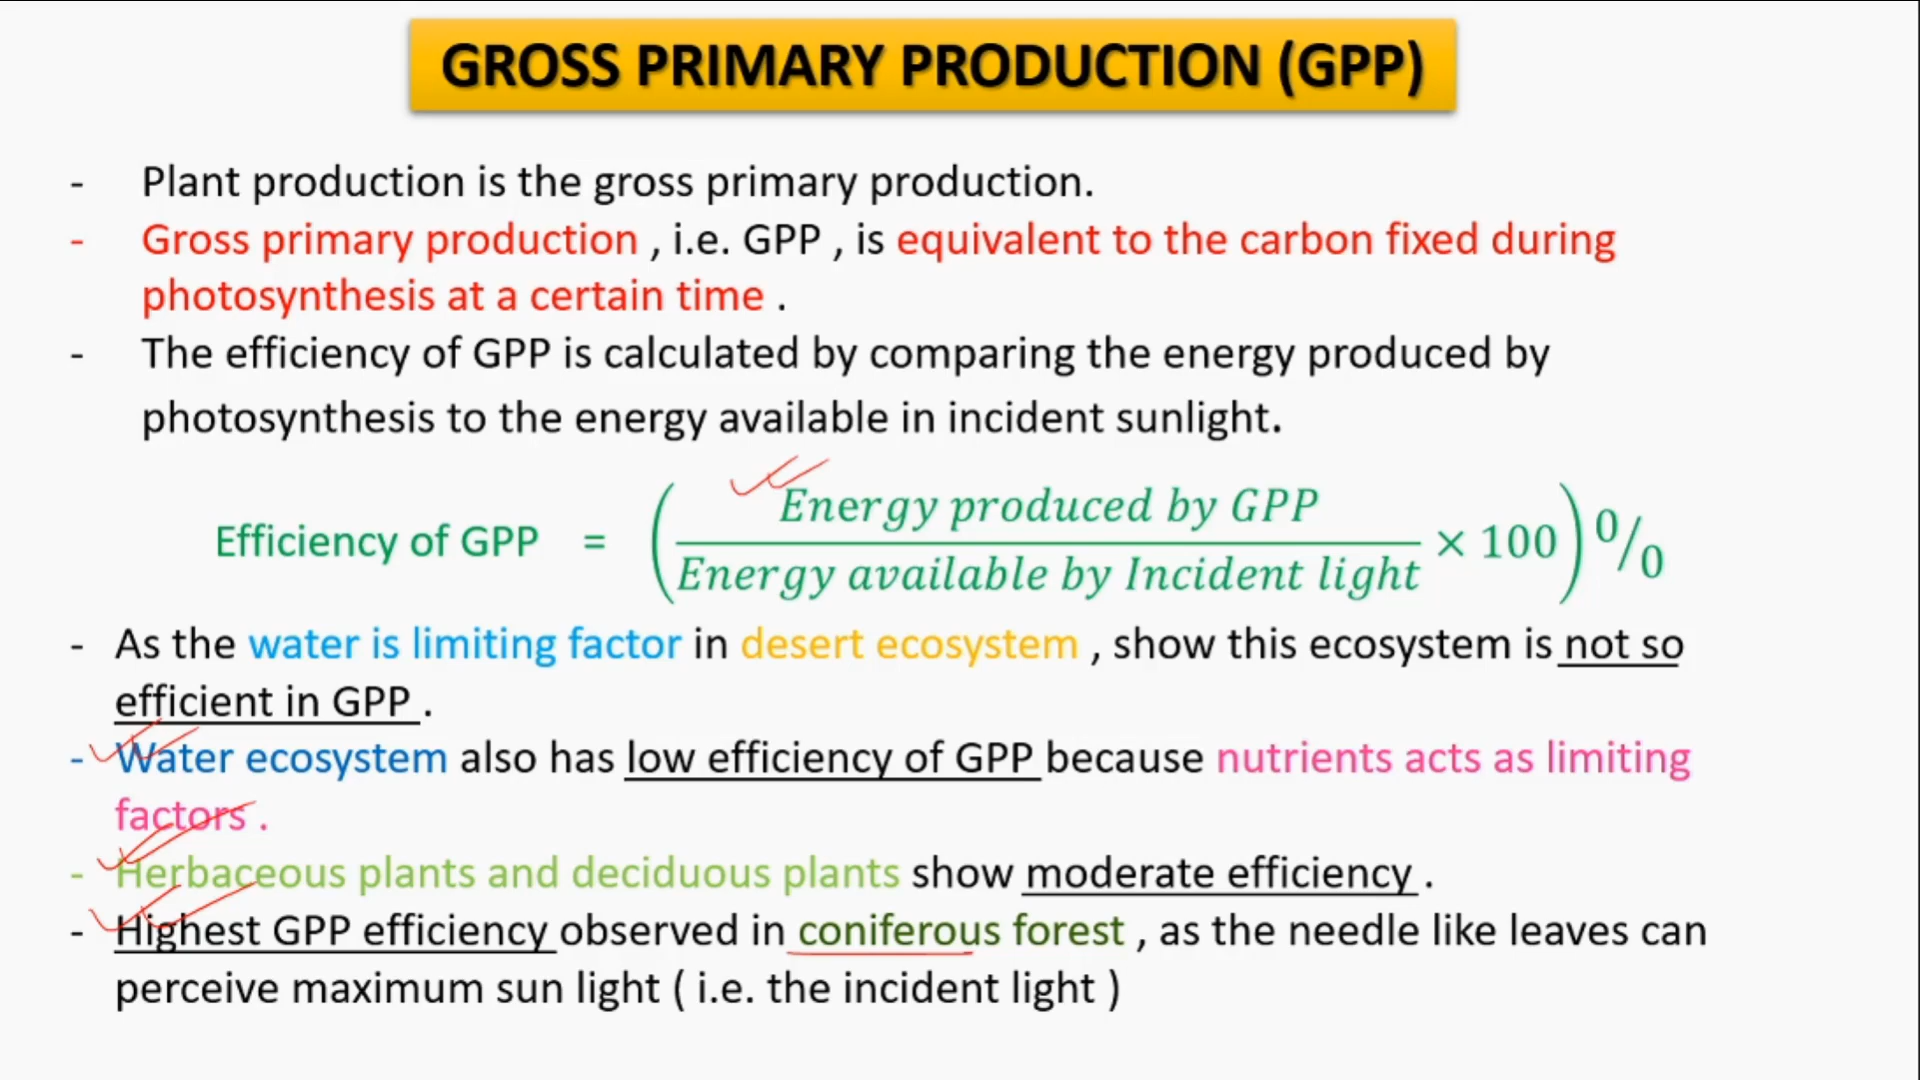 GROSS PRIMARY PRODUCTION (GPP)
- Plant production is the gross primary production.
- Gross primary production , i.e. GPP , is equivalent to the carbon fixed during
photosynthesis at a certain time .
- The efficiency of GPP is calculated by comparing the energy produced by
photosynthesis to the energy available in incident sunlight.
Efficiency of GPP = (Energy produced by GPP / Energy available by Incident light × 100) %
- As the water is limiting factor in desert ecosystem , show this ecosystem is not so
efficient in GPP .
- Water ecosystem also has low efficiency of GPP because nutrients acts as limiting
factors .
- Herbaceous plants and deciduous plants show moderate efficiency .
- Highest GPP efficiency observed in coniferous forest , as the needle like leaves can
perceive maximum sun light ( i.e. the incident light )